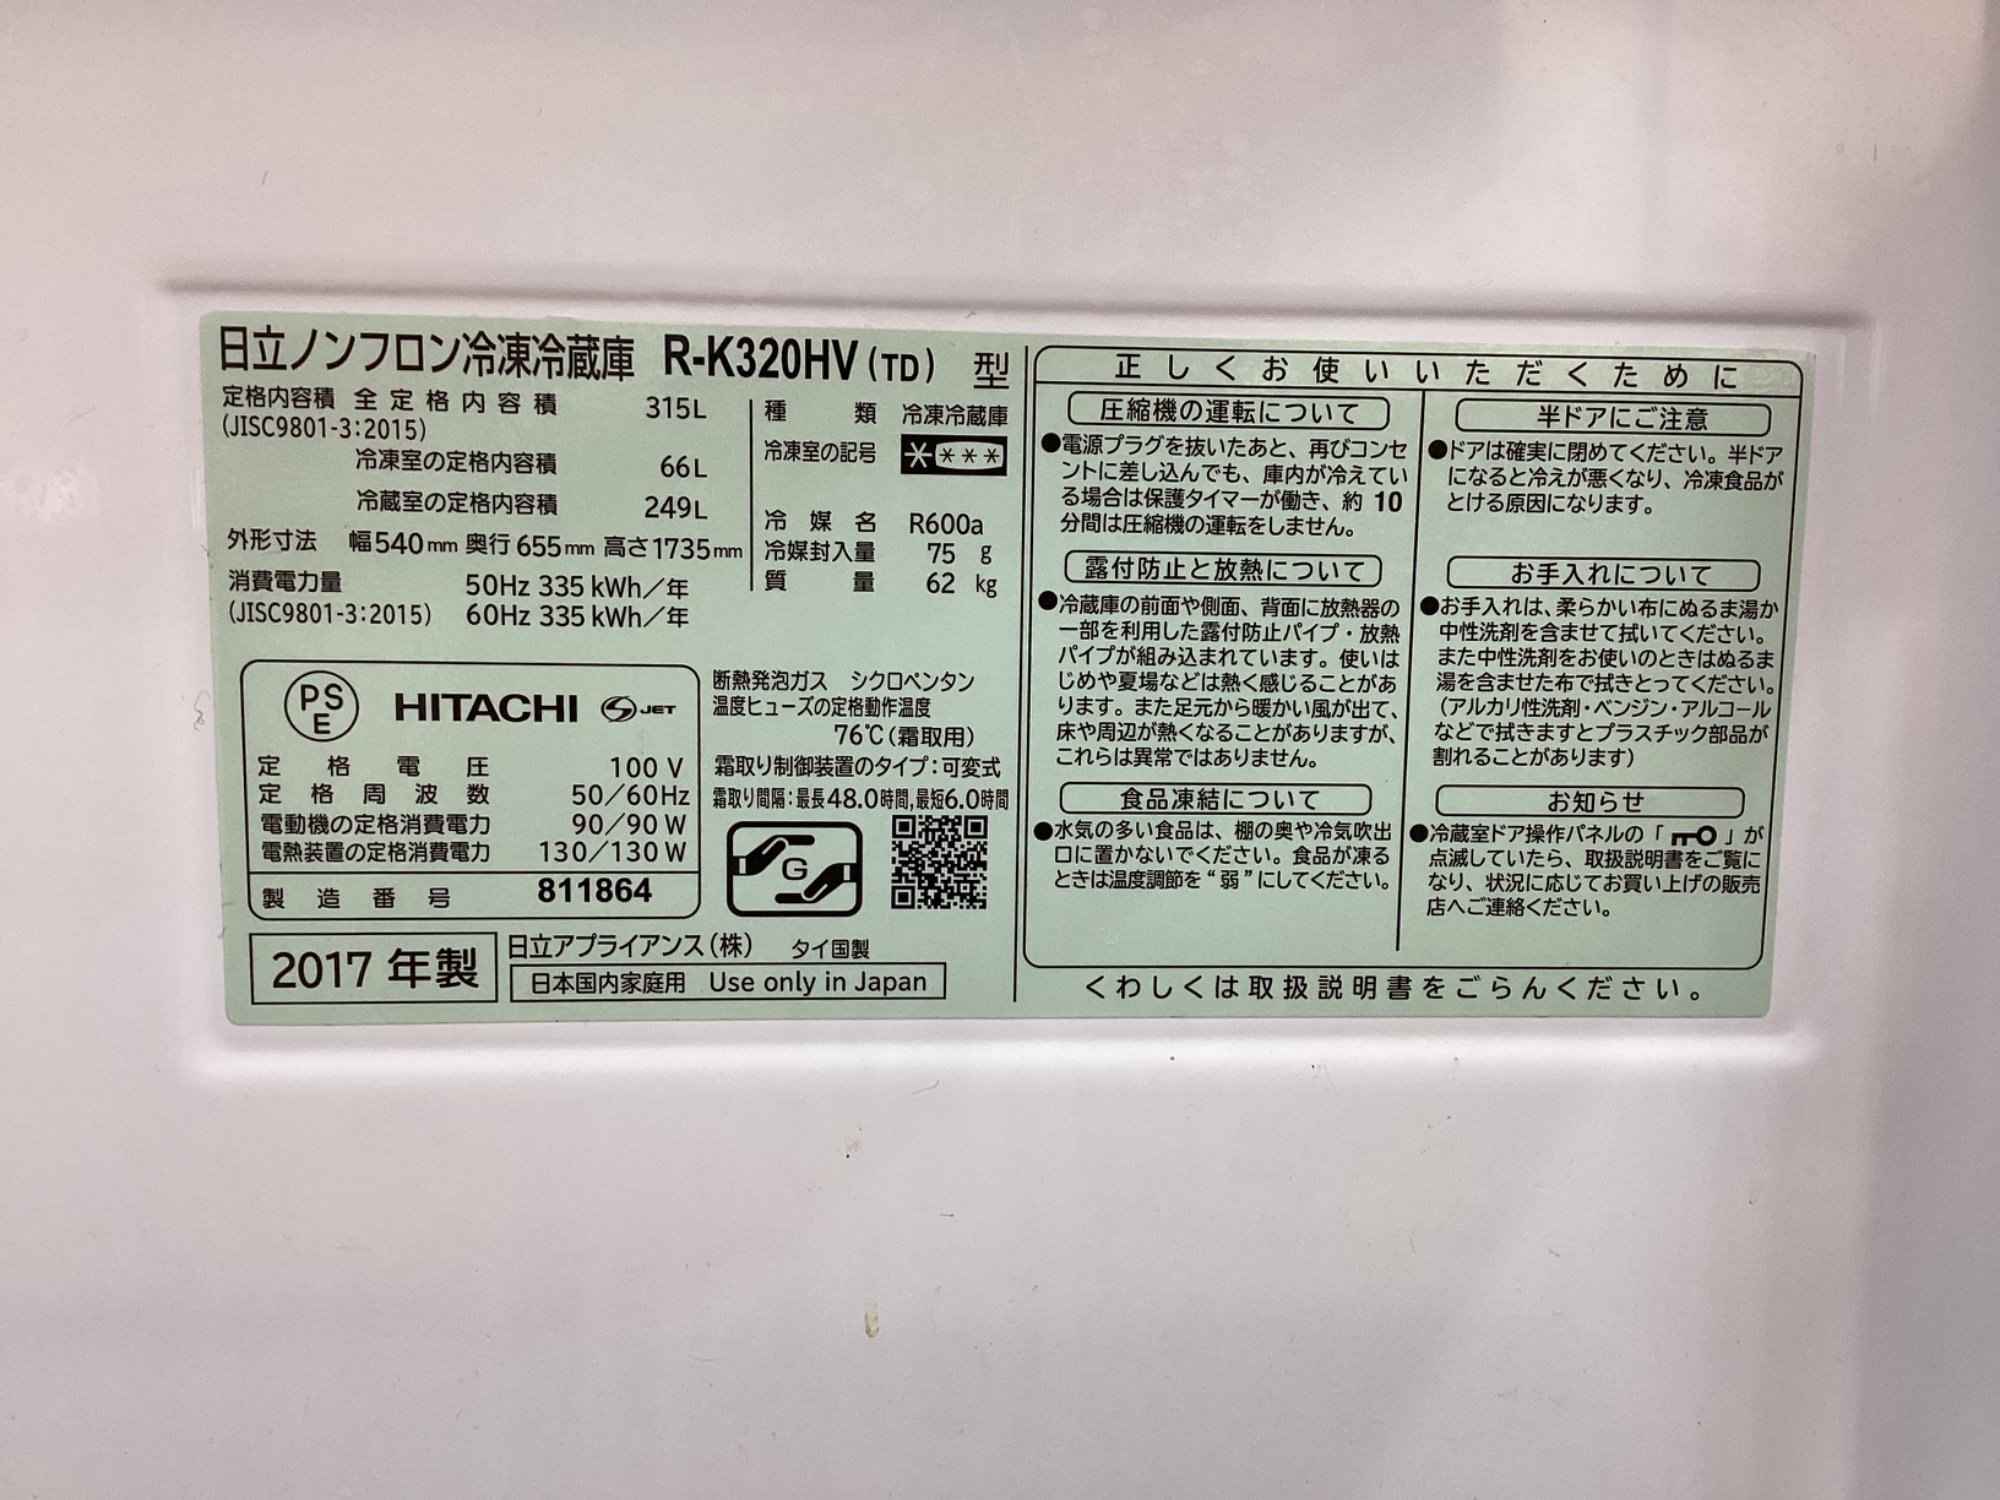 日立ノンフロン冷凍冷蔵庫 R-K320HV(TD) 型
定格内容積 全定格内容積 315L
(JISC9801-3:2015)
冷凍室の定格内容積 66L
冷蔵室の定格内容積 249L
外形寸法 幅540mm 奥行655mm 高さ1735mm
消費電力量 50Hz 335kWh/年
(JISC9801-3:2015) 60Hz 335kWh/年
種類 冷凍冷蔵庫
冷凍室の記号 ****
冷媒名 R600a
冷媒封入量 75 g
質量 62 kg
PS
E
HITACHI S JET
定格電圧 100V
定格周波数 50/60Hz
電動機の定格消費電力 90/90W
電熱装置の定格消費電力 130/130W
製造番号 811864
断熱発泡ガス シクロペンタン
温度ヒューズの定格動作温度
76℃(霜取用)
霜取り制御装置のタイプ:可変式
霜取り間隔:最長48.0時間,最短6.0時間
G
2017年製
日立アプライアンス(株) タイ国製
日本国内家庭用 Use only in Japan
正しくお使いいただくために
圧縮機の運転について
●電源プラグを抜いたあと、再びコンセ
ントに差し込んでも、庫内が冷えてい
る場合は保護タイマーが働き、約10
分間は圧縮機の運転をしません。
露付防止と放熱について
●冷蔵庫の前面や側面、背面に放熱器の
一部を利用した露付防止パイプ・放熱
パイプが組み込まれています。使いは
じめや夏場などは熱く感じることがあ
ります。また足元から暖かい風が出て、
床や周辺が熱くなることがありますが、
これらは異常ではありません。
食品凍結について
●水気の多い食品は、棚の奥や冷気吹出
口に置かないでください。食品が凍る
ときは温度調節を“弱”にしてください。
半ドアにご注意
●ドアは確実に閉めてください。半ドア
になると冷えが悪くなり、冷凍食品が
とける原因になります。
お手入れについて
●お手入れは、柔らかい布にぬるま湯か
中性洗剤を含ませて拭いてください。
また中性洗剤をお使いのときはぬるま
湯を含ませた布で拭きとってください。
(アルカリ性洗剤・ベンジン・アルコール
などで拭きますとプラスチック部品が
割れることがあります)
お知らせ
●冷蔵室ドア操作パネルの「 」が
点滅していたら、取扱説明書をご覧に
なり、状況に応じてお買い上げの販売
店へご連絡ください。
くわしくは取扱説明書をごらんください。